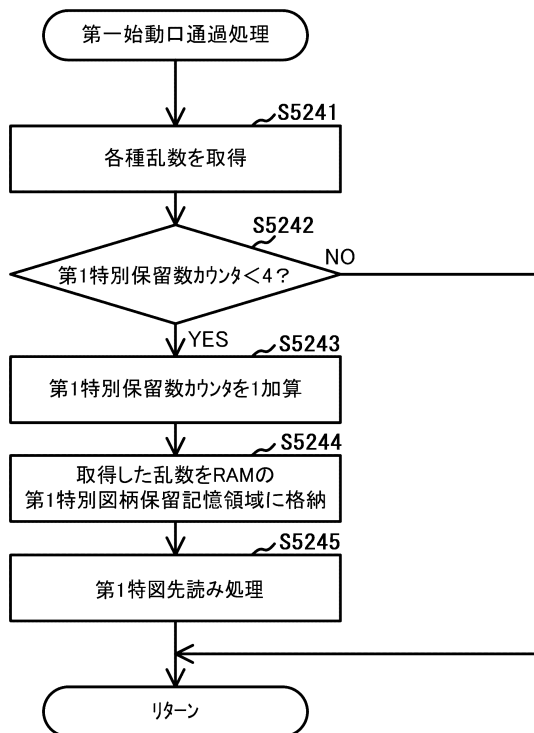 第一始動口通過処理
S5241
各種乱数を取得
S5242
第1特別保留数カウンタ＜4？
NO
YES
S5243
第1特別保留数カウンタを1加算
S5244
取得した乱数をRAMの
第1特別図柄保留記憶領域に格納
S5245
第1特図先読み処理
リターン